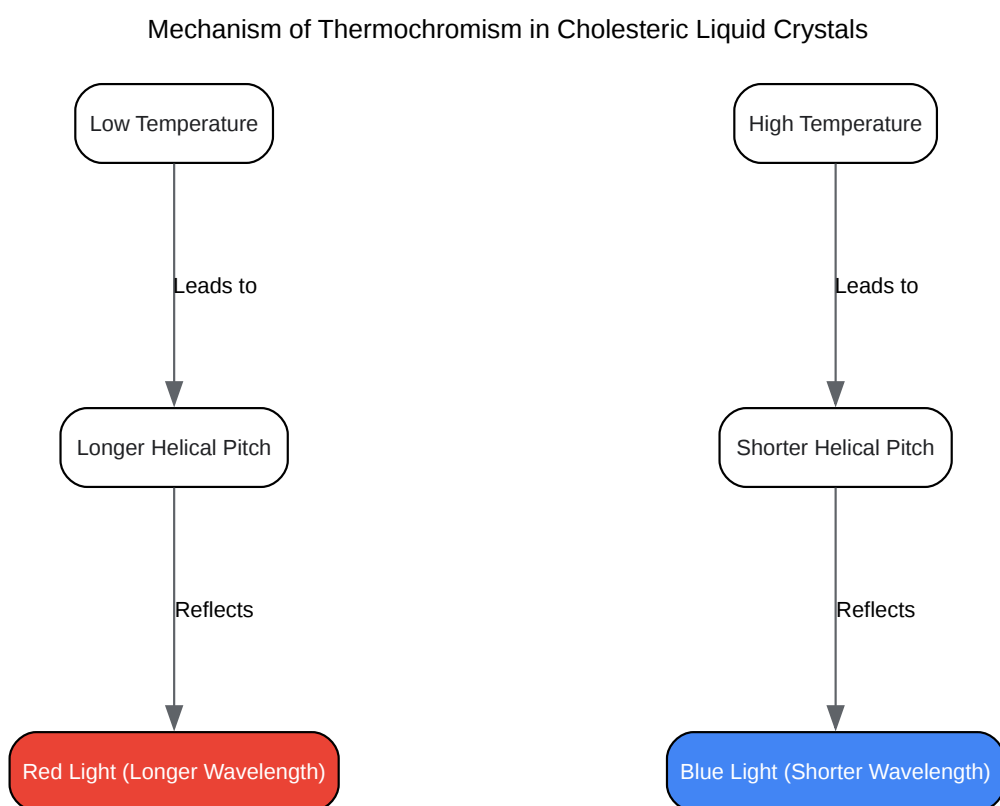 Mechanism of Thermochromism in Cholesteric Liquid Crystals
Low Temperature
High Temperature
Leads to
Leads to
Longer Helical Pitch
Shorter Helical Pitch
Reflects
Reflects
Red Light (Longer Wavelength)
Blue Light (Shorter Wavelength)